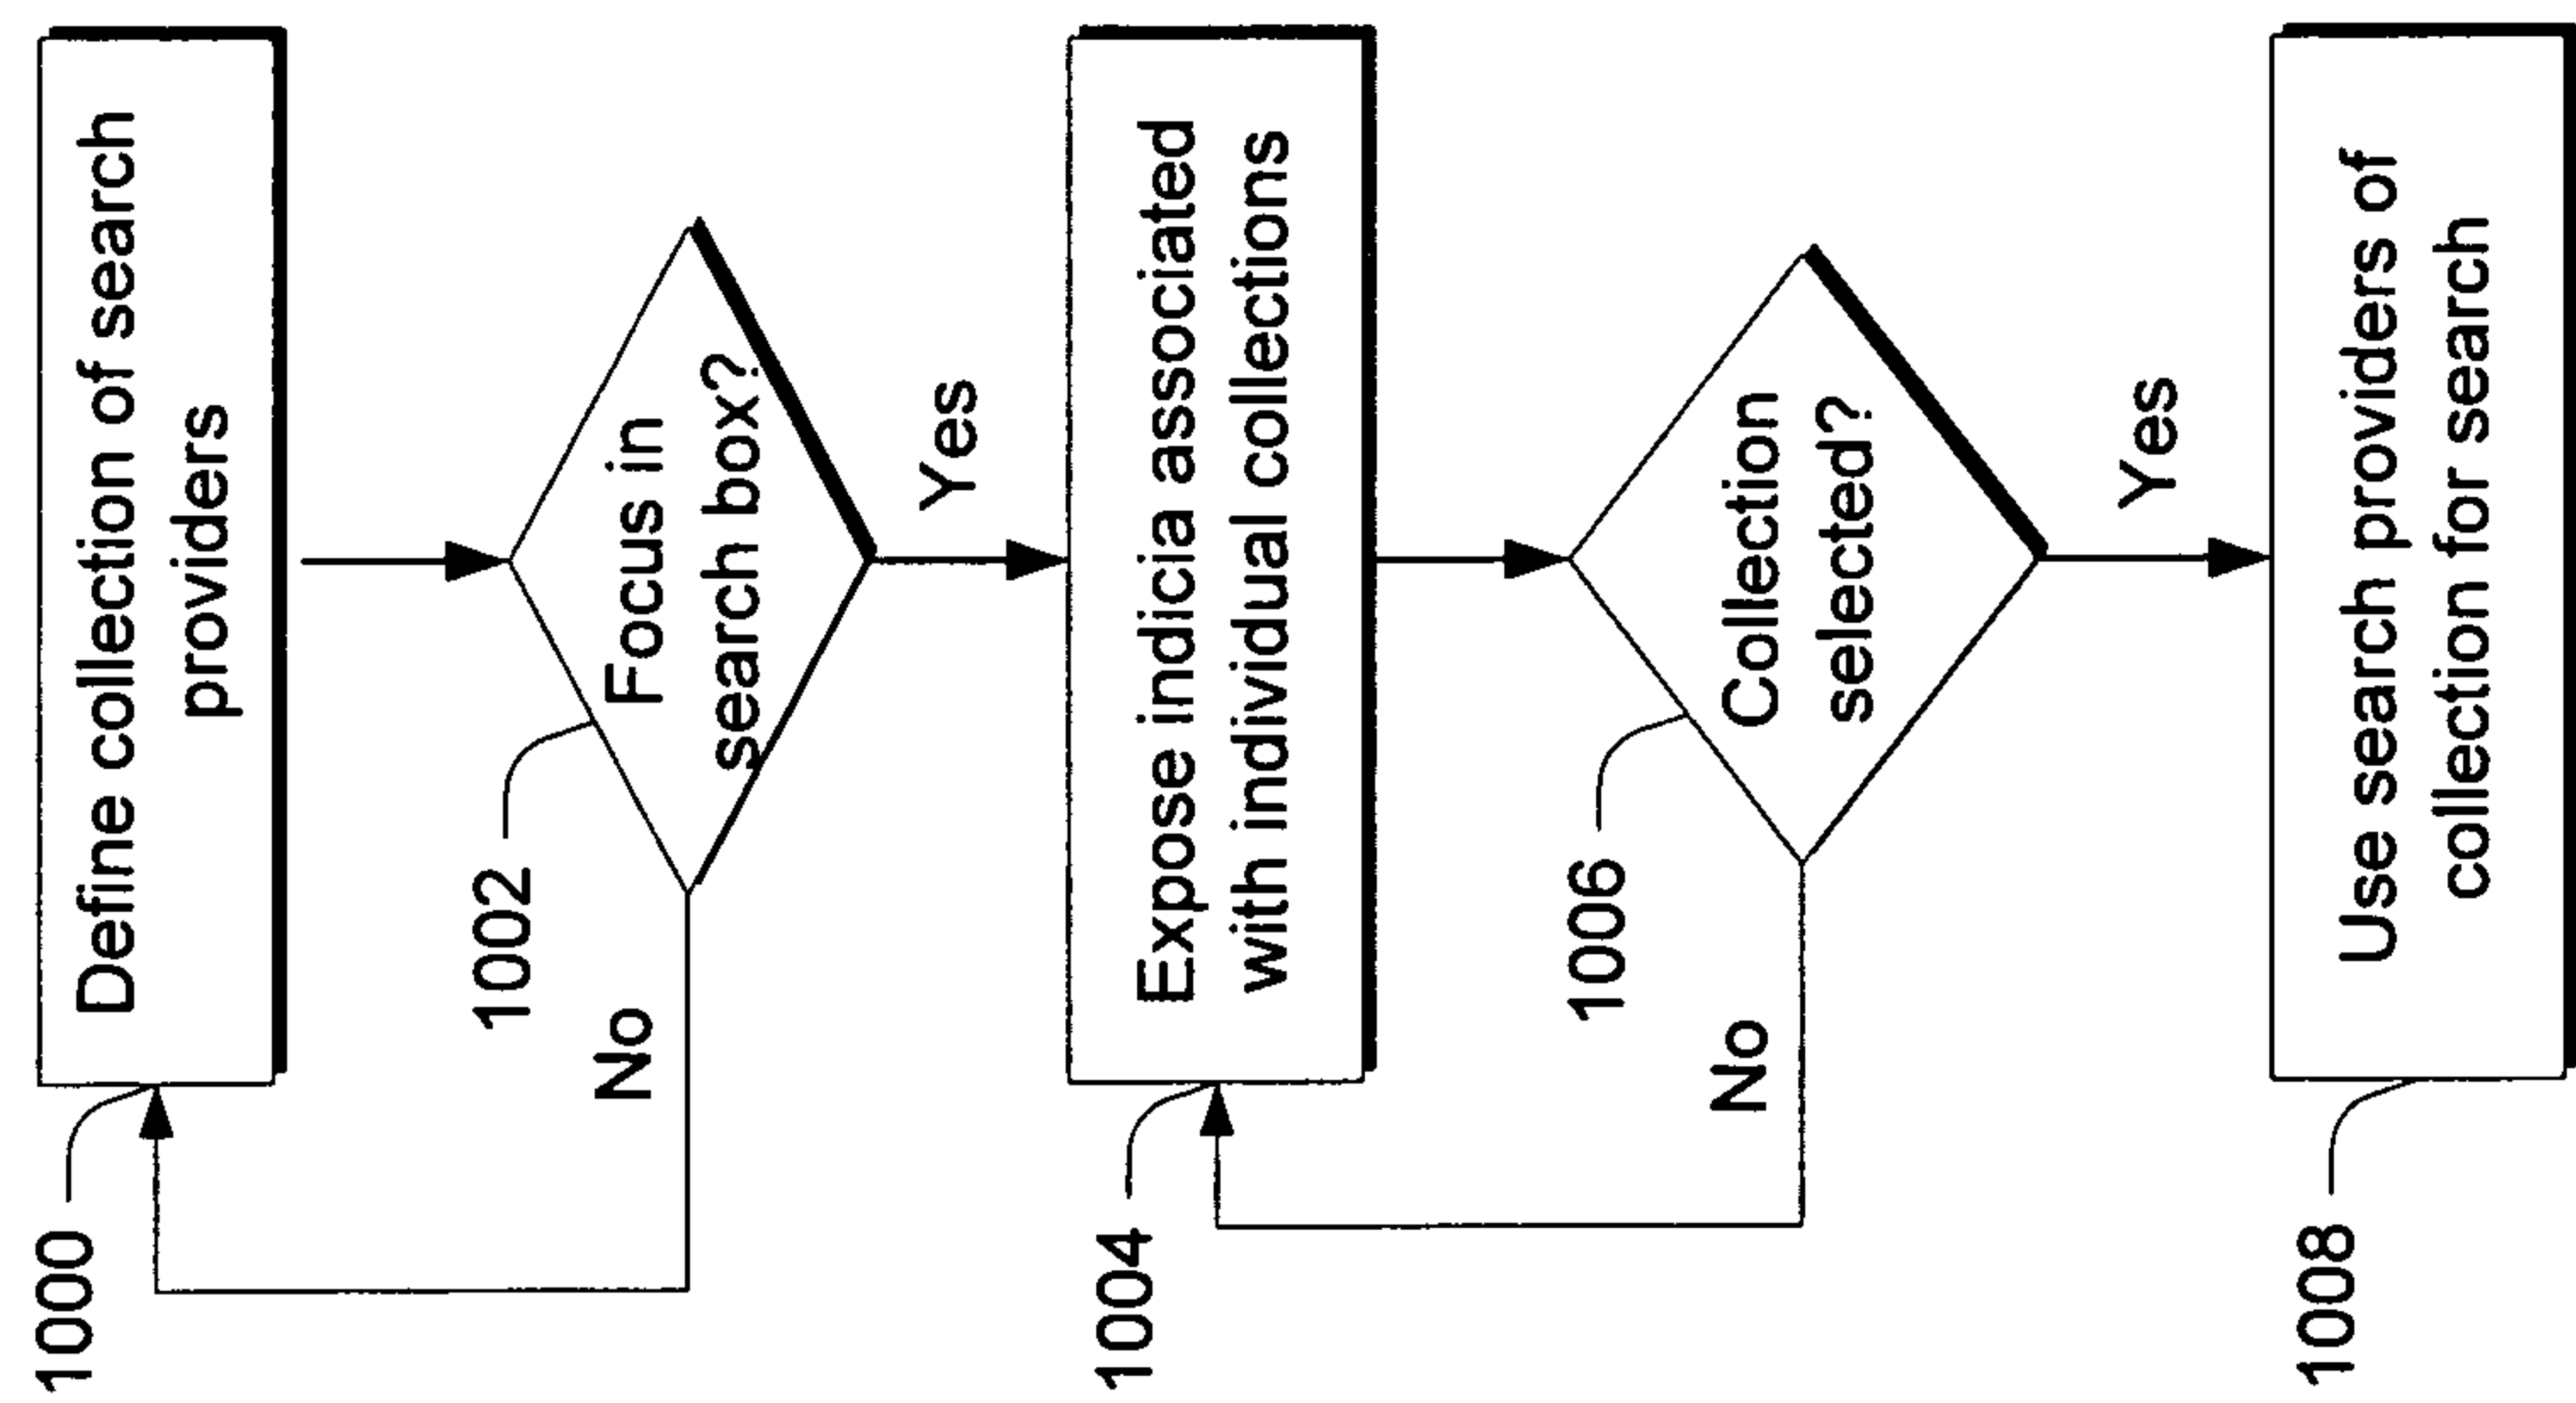 1000
Define collection of search
providers
1002
Focus in
search box?
No
Yes
1004
Expose indicia associated
with individual collections
1006
Collection
selected?
No
Yes
1008
Use search providers of
collection for search